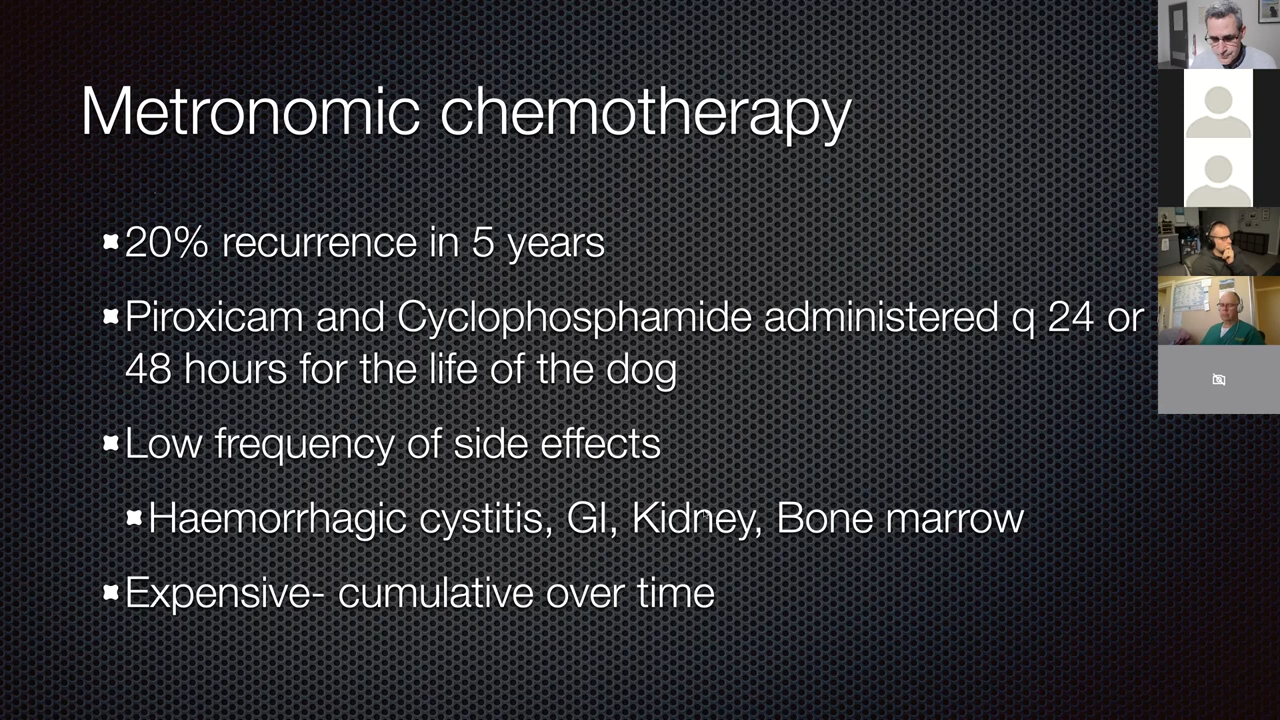 Metronomic chemotherapy
20% recurrence in 5 years
Piroxicam and Cyclophosphamide administered q 24 or
48 hours for the life of the dog
Low frequency of side effects
Haemorrhagic cystitis, GI, Kidney, Bone marrow
Expensive- cumulative over time